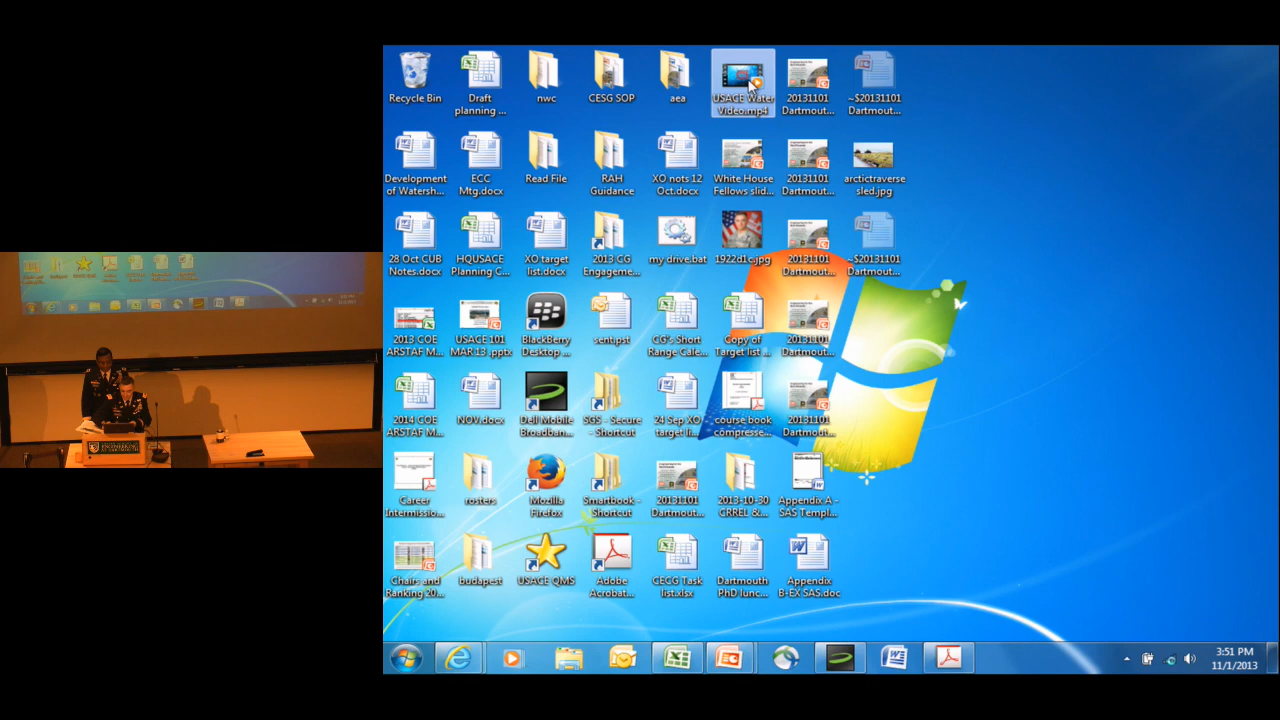 Recycle Bin
Draft
planning ...
nwc
CESG SOP
aea
USACE Water
Video.mp4
20131101
Dartmout...
~$20131101
Dartmout...
Development
of Watersh...
ECC
Mtg.docx
Read File
RAH
Guidance
XO nots 12
Oct.docx
White House
Fellows slid...
20131101
Dartmout...
arctictraverse
sled.jpg
28 Oct CUB
Notes.docx
HQUSACE
Planning C...
XO target
list.docx
2013 CG
Engageme...
my drive.bat
1922d1c.jpg
20131101
Dartmout...
~$20131101
Dartmout...
2013 COE
ARSTAF M...
USACE 101
MAR 13 .pptx
BlackBerry
Desktop ...
sent.pst
CG's Short
Range Cale...
Copy of
Target list ...
20131101
Dartmout...
2014 COE
ARSTAF M...
NOV.docx
Dell Mobile
Broadban...
SGS - Secure
- Shortcut
24 Sep XO
target li...
course book
compresse...
20131101
Dartmout...
Career
Intermissio...
rosters
Mozilla
Firefox
Smartbook -
Shortcut
20131101
Dartmout...
2013-10-30
CRREL &...
Appendix A -
SAS Templ...
Chairs and
Ranking 20...
budapest
USACE QMS
Adobe
Acrobat...
CECG Task
list.xlsx
Dartmouth
PhD lunc...
Appendix
B-EX SAS.doc
3:51 PM
11/1/2013
ENGINEERING
AT DARTMOUTH